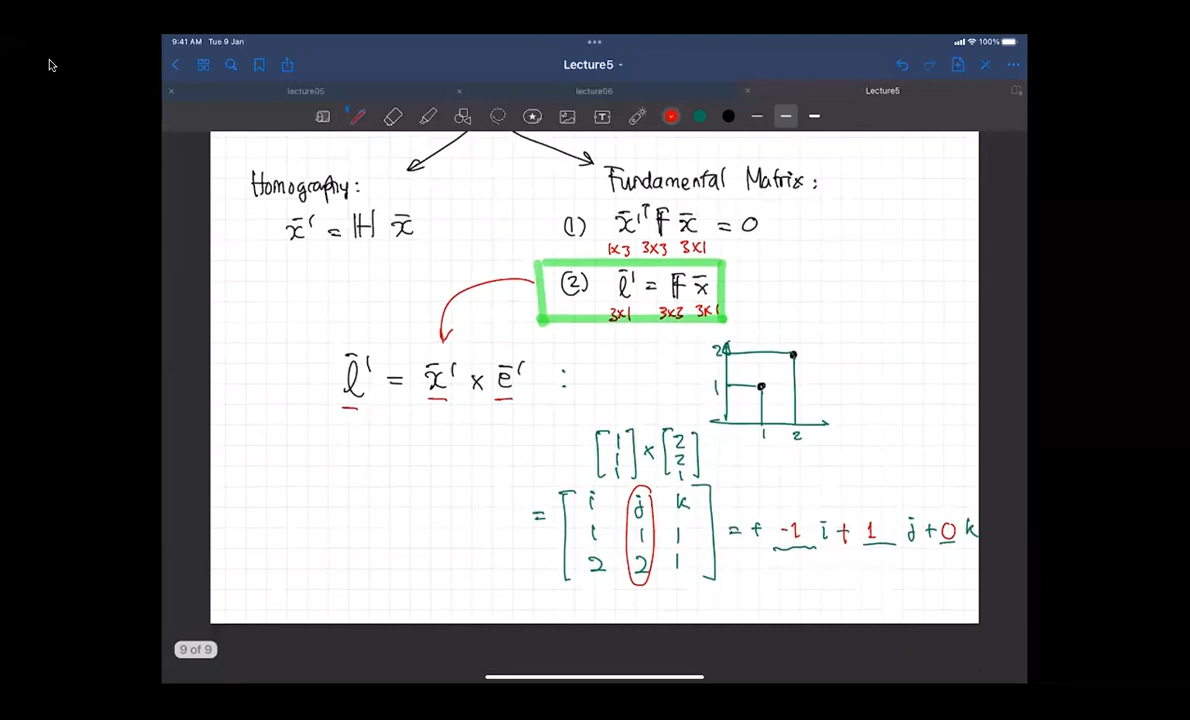 9:41 AM Tue 9 Jan
100%
Lecture5
lecture05
lecture06
Lecture5
Homography:
x̄' = H x̄
Fundamental Matrix:
(1) x̄'ᵀ F x̄ = 0
1x3 3x3 3x1
(2) l̄' = F x̄
3x1 3x3 3x1
l̄' = x̄' × ē' :
2
1
1 2
[1 1 1] × [2 2 1]
= [ i j k
1 1 1
2 2 1 ] = + -1 i + 1 j + 0 k
9 of 9